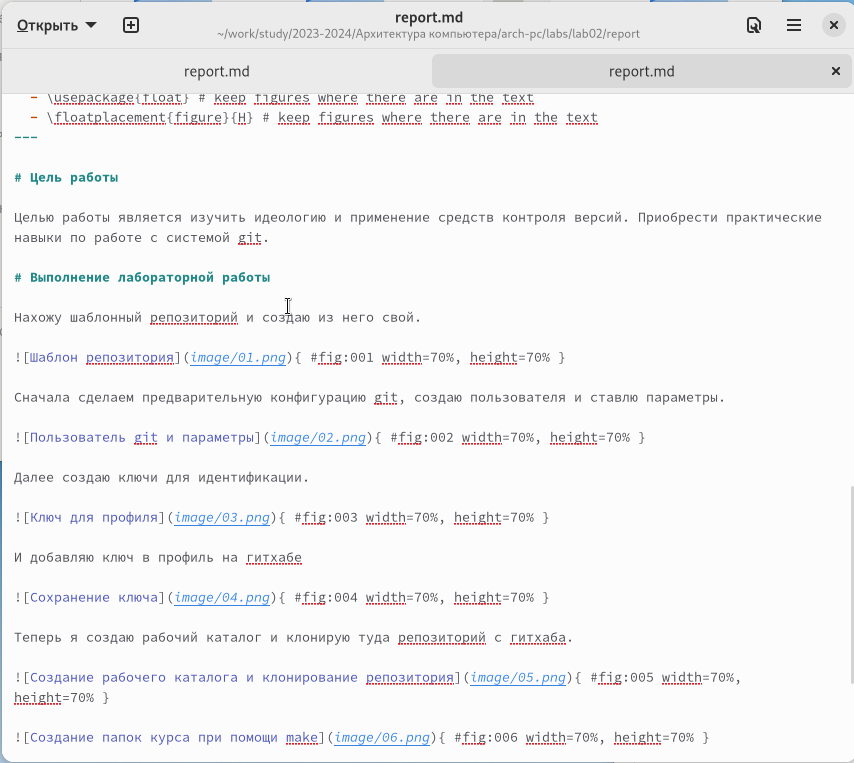 Открыть
report.md
~/work/study/2023-2024/Архитектура компьютера/arch-pc/labs/lab02/report
report.md
report.md
- \usepackage{float} # keep figures where there are in the text
- \floatplacement{figure}{H} # keep figures where there are in the text
---
# Цель работы
Целью работы является изучить идеологию и применение средств контроля версий. Приобрести практические
навыки по работе с системой git.
# Выполнение лабораторной работы
Нахожу шаблонный репозиторий и создаю из него свой.
![Шаблон репозитория](image/01.png){ #fig:001 width=70%, height=70% }
Сначала сделаем предварительную конфигурацию git, создаю пользователя и ставлю параметры.
![Пользователь git и параметры](image/02.png){ #fig:002 width=70%, height=70% }
Далее создаю ключи для идентификации.
![Ключ для профиля](image/03.png){ #fig:003 width=70%, height=70% }
И добавляю ключ в профиль на гитхабе
![Сохранение ключа](image/04.png){ #fig:004 width=70%, height=70% }
Теперь я создаю рабочий каталог и клонирую туда репозиторий с гитхаба.
![Создание рабочего каталога и клонирование репозитория](image/05.png){ #fig:005 width=70%,
height=70% }
![Создание папок курса при помощи make](image/06.png){ #fig:006 width=70%, height=70% }